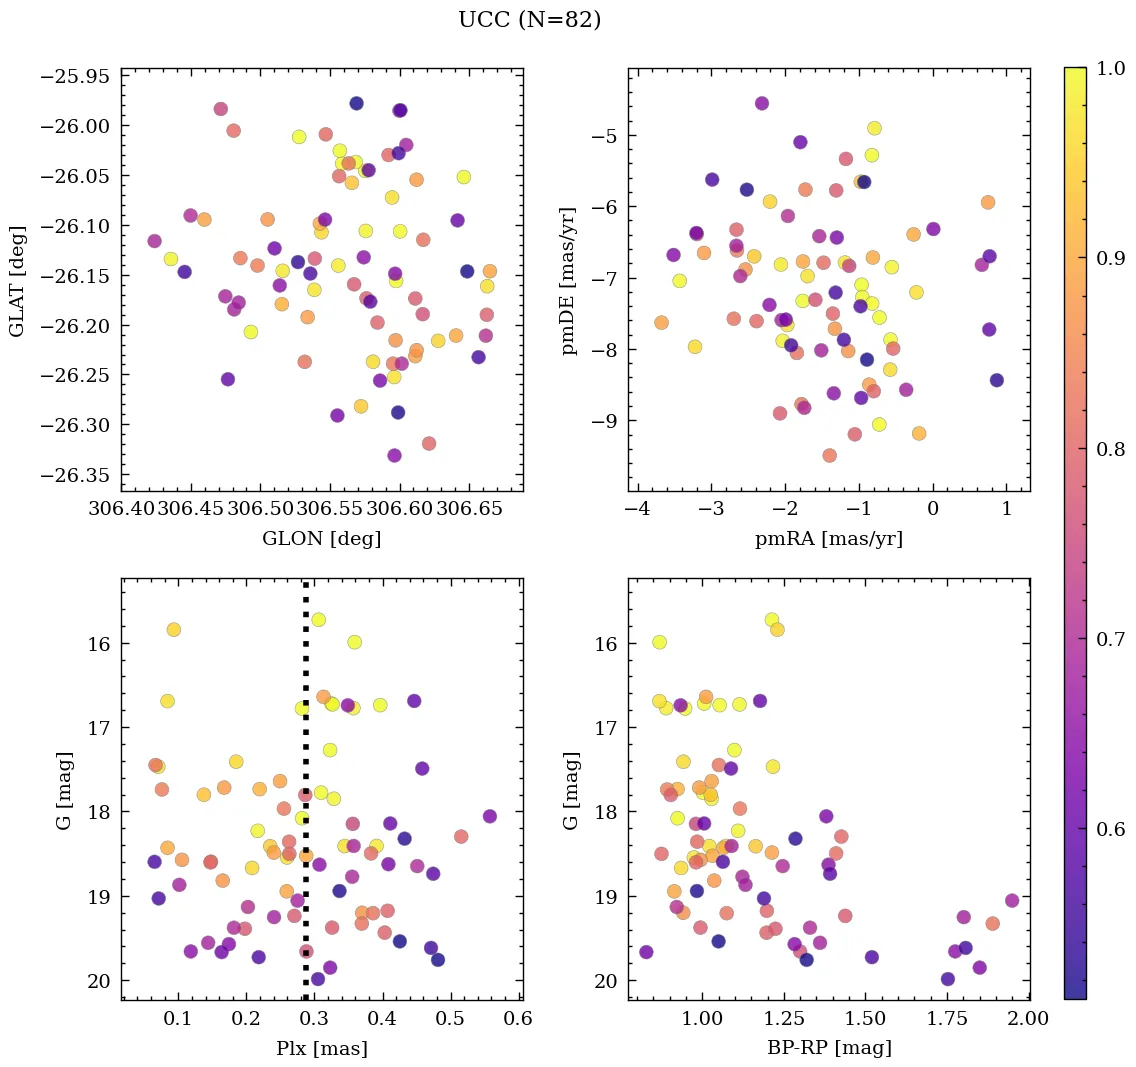 UCC (N=82)
−25.95
−26.00
−26.05
−26.10
−26.15
−26.20
−26.25
−26.30
−26.35
GLAT [deg]
306.40 306.45 306.50 306.55 306.60 306.65
GLON [deg]
−5
−6
−7
−8
−9
pmDE [mas/yr]
−4 −3 −2 −1 0 1
pmRA [mas/yr]
16
17
18
19
20
G [mag]
0.1 0.2 0.3 0.4 0.5 0.6
Plx [mas]
16
17
18
19
20
G [mag]
1.00 1.25 1.50 1.75 2.00
BP-RP [mag]
1.0
0.9
0.8
0.7
0.6